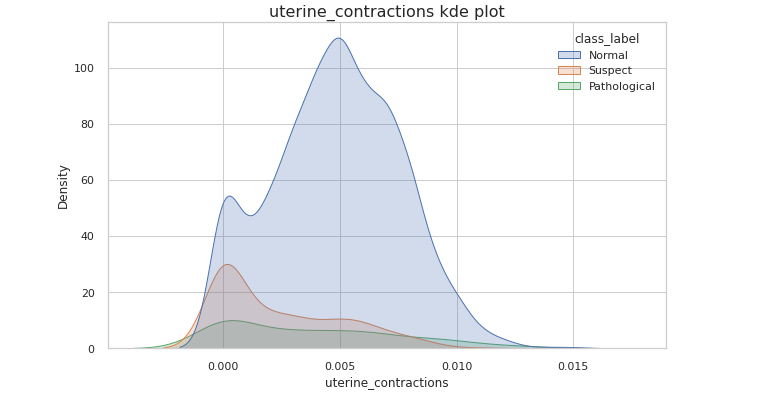 uterine_contractions kde plot
class_label
Normal
Suspect
Pathological
100
80
60
40
20
0
Density
0.000 0.005 0.010 0.015
uterine_contractions